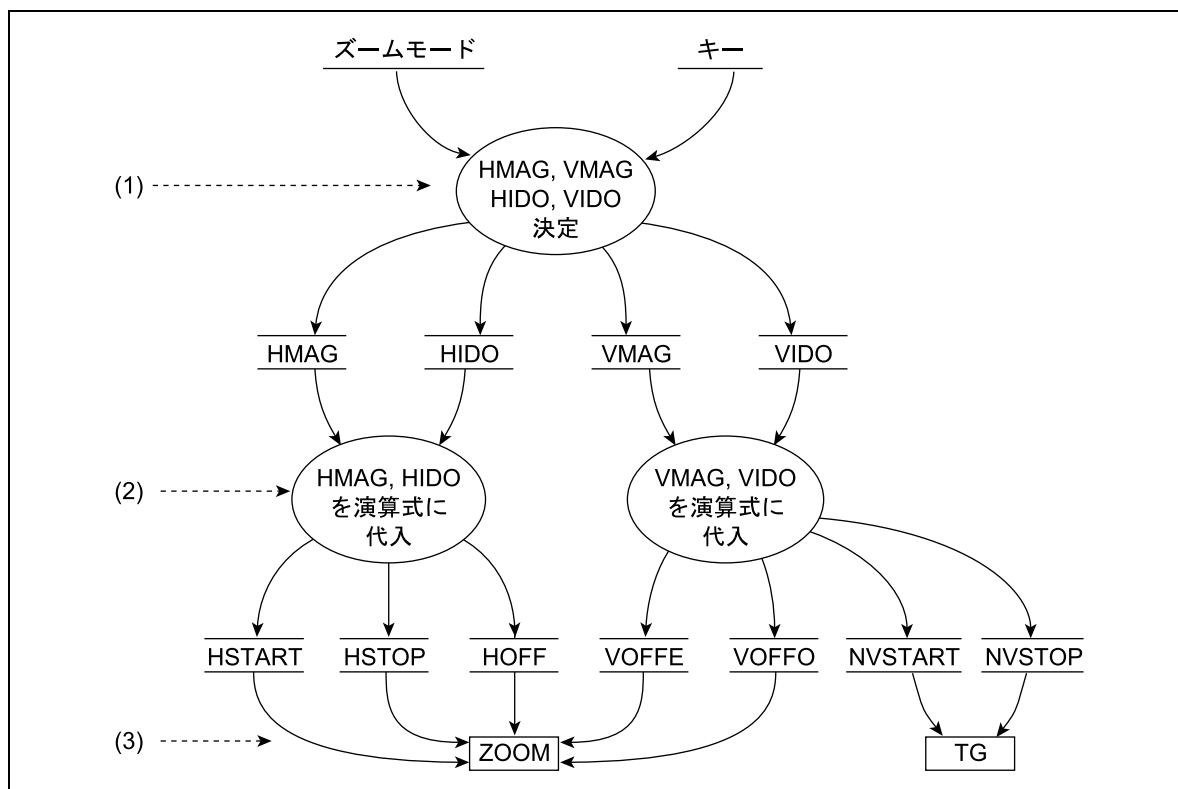 ズームモード
キー
(1)
HMAG, VMAG
HIDO, VIDO
決定
HMAG
HIDO
VMAG
VIDO
(2)
HMAG, HIDO
を演算式に
代入
VMAG, VIDO
を演算式に
代入
HSTART
HSTOP
HOFF
VOFFE
VOFFO
NVSTART
NVSTOP
(3)
ZOOM
TG